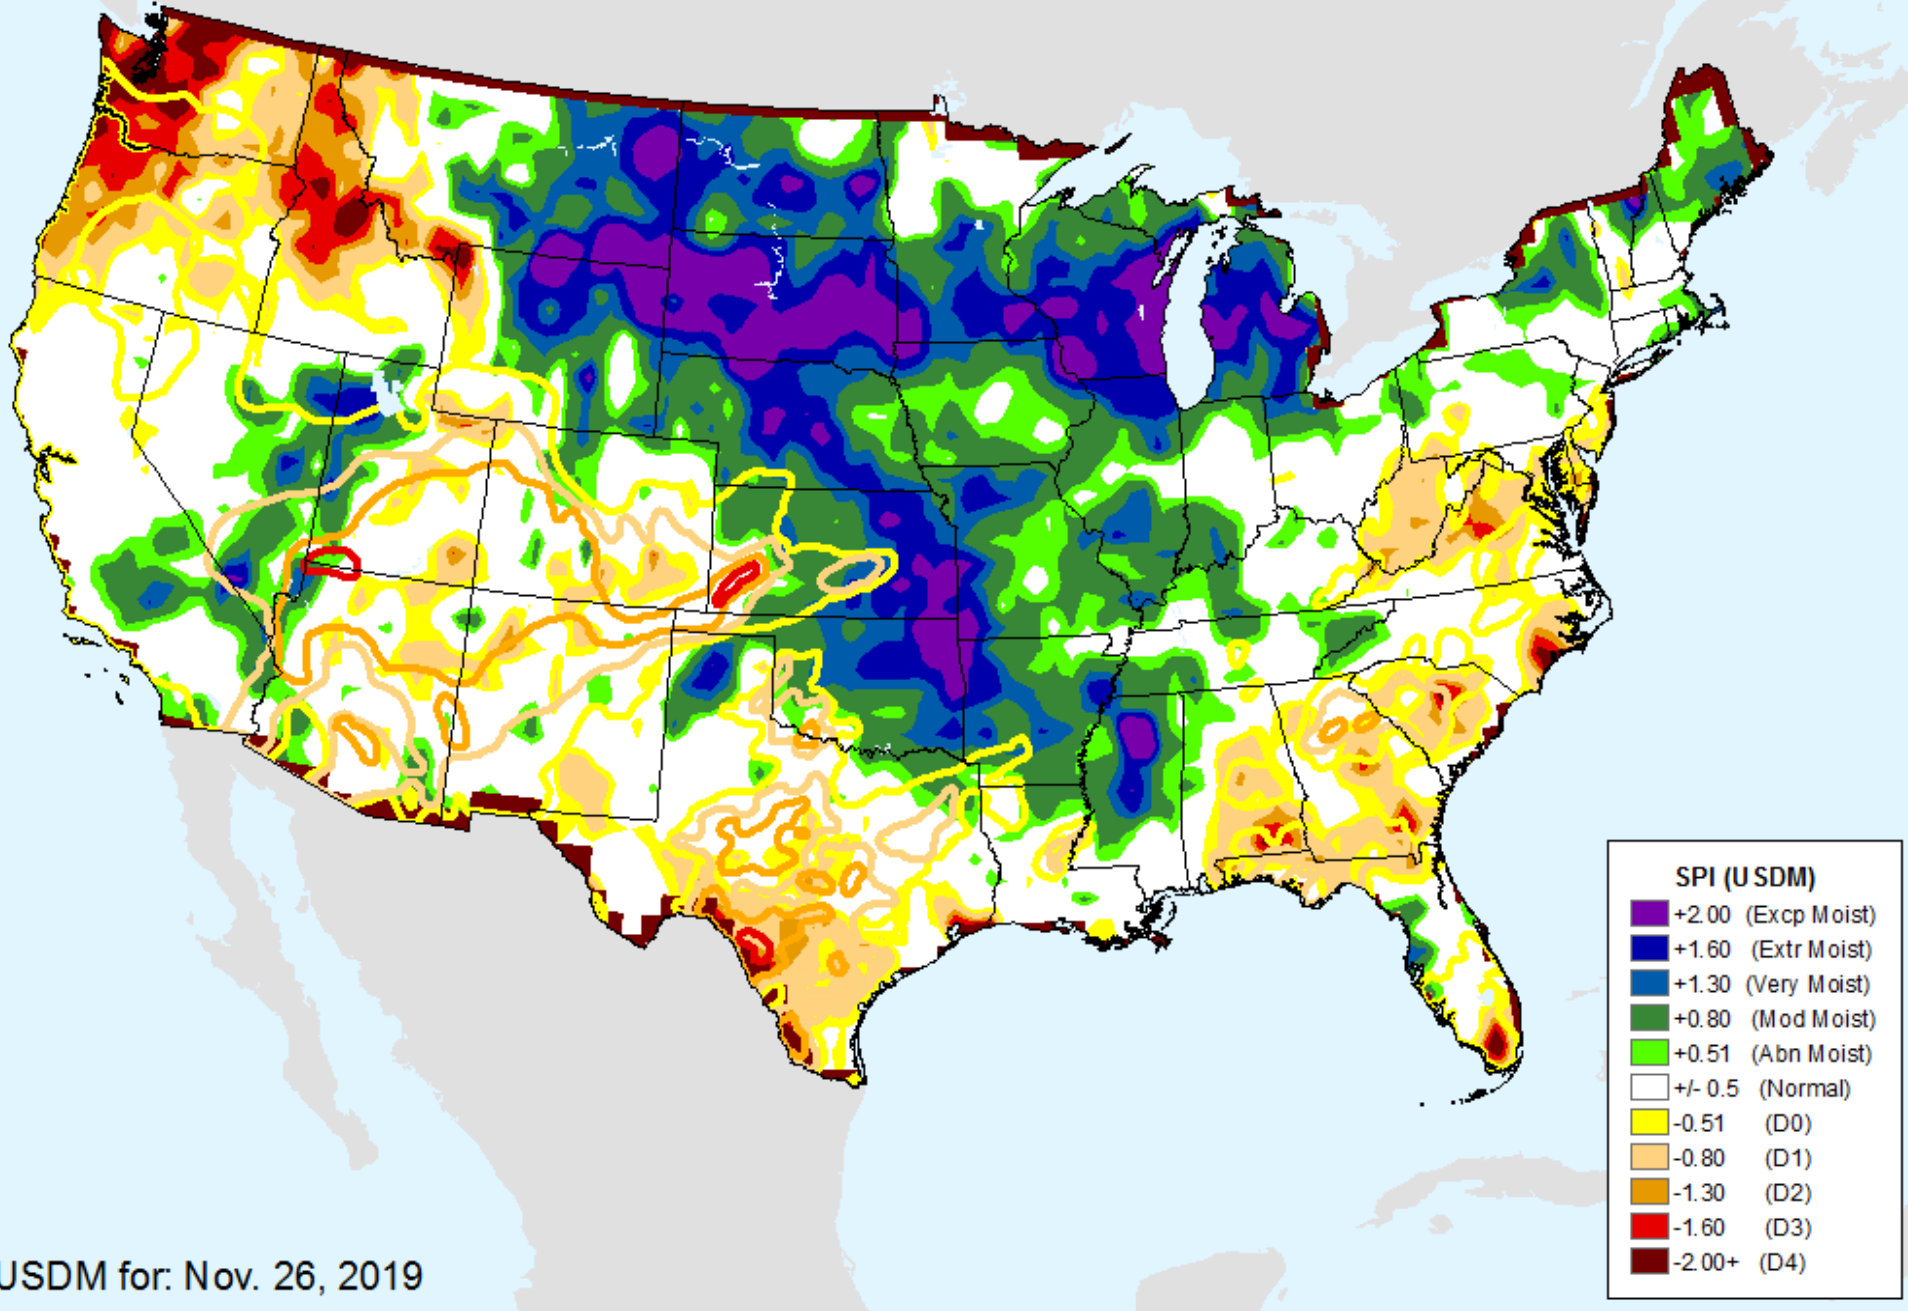 SPI (USDM)
+2.00 (Excp Moist)
+1.60 (Extr Moist)
+1.30 (Very Moist)
+0.80 (Mod Moist)
+0.51 (Abn Moist)
+/- 0.5 (Normal)
-0.51 (D0)
-0.80 (D1)
-1.30 (D2)
-1.60 (D3)
-2.00+ (D4)
USDM for: Nov. 26, 2019